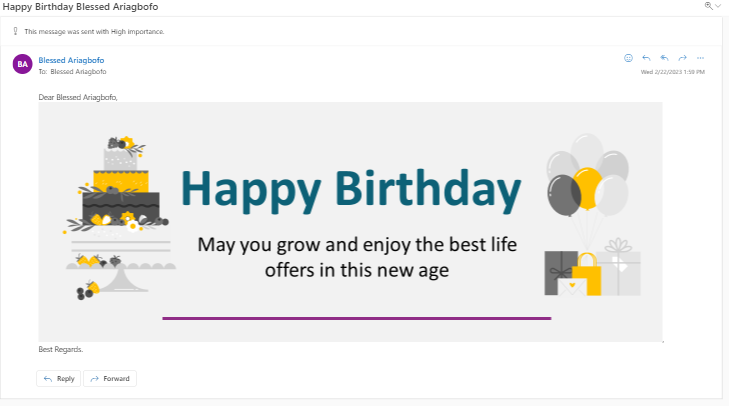 Happy Birthday Blessed Ariagbofo
This message was sent with High importance.
BA
Blessed Ariagbofo
To: Blessed Ariagbofo
Wed 2/22/2023 1:59 PM
Dear Blessed Ariagbofo,
Happy Birthday
May you grow and enjoy the best life
offers in this new age
Best Regards.
Reply
Forward